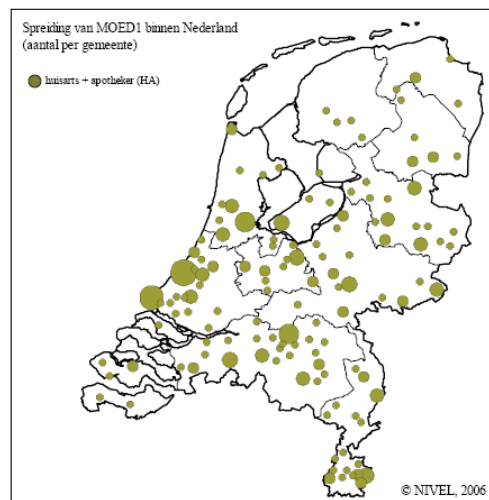 Spreiding van MOED1 binnen Nederland
(aantal per gemeente)
huisarts + apotheker (HA)
© NIVEL, 2006